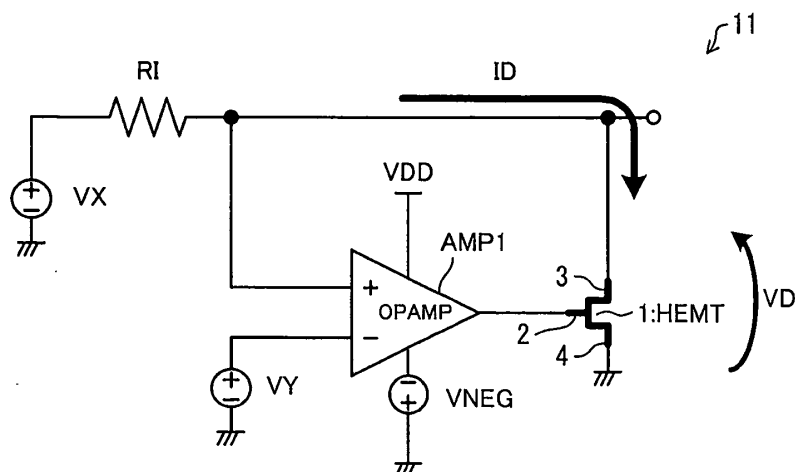 11
RI
ID
VX
VDD
AMP1
+
−
OPAMP
+
−
VY
+
−
VNEG
−
+
2
3
4
1:HEMT
VD